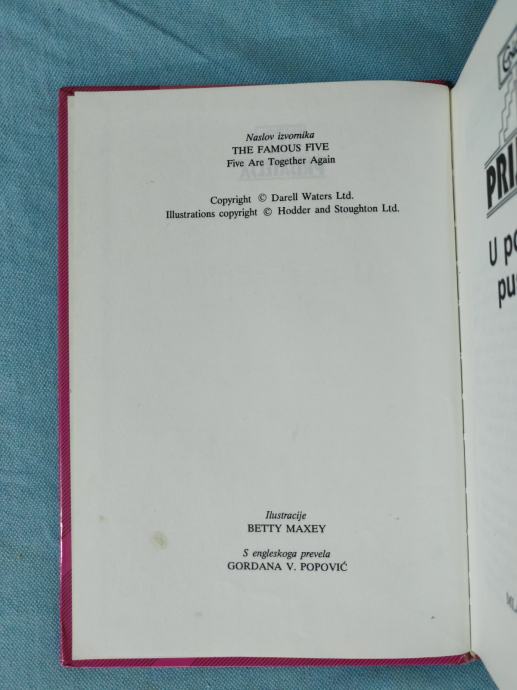 Naslov izvornika
THE FAMOUS FIVE
Five Are Together Again
Copyright © Darell Waters Ltd.
Illustrations copyright © Hodder and Stoughton Ltd.
Ilustracije
BETTY MAXEY
S engleskoga prevela
GORDANA V. POPOVIĆ
U